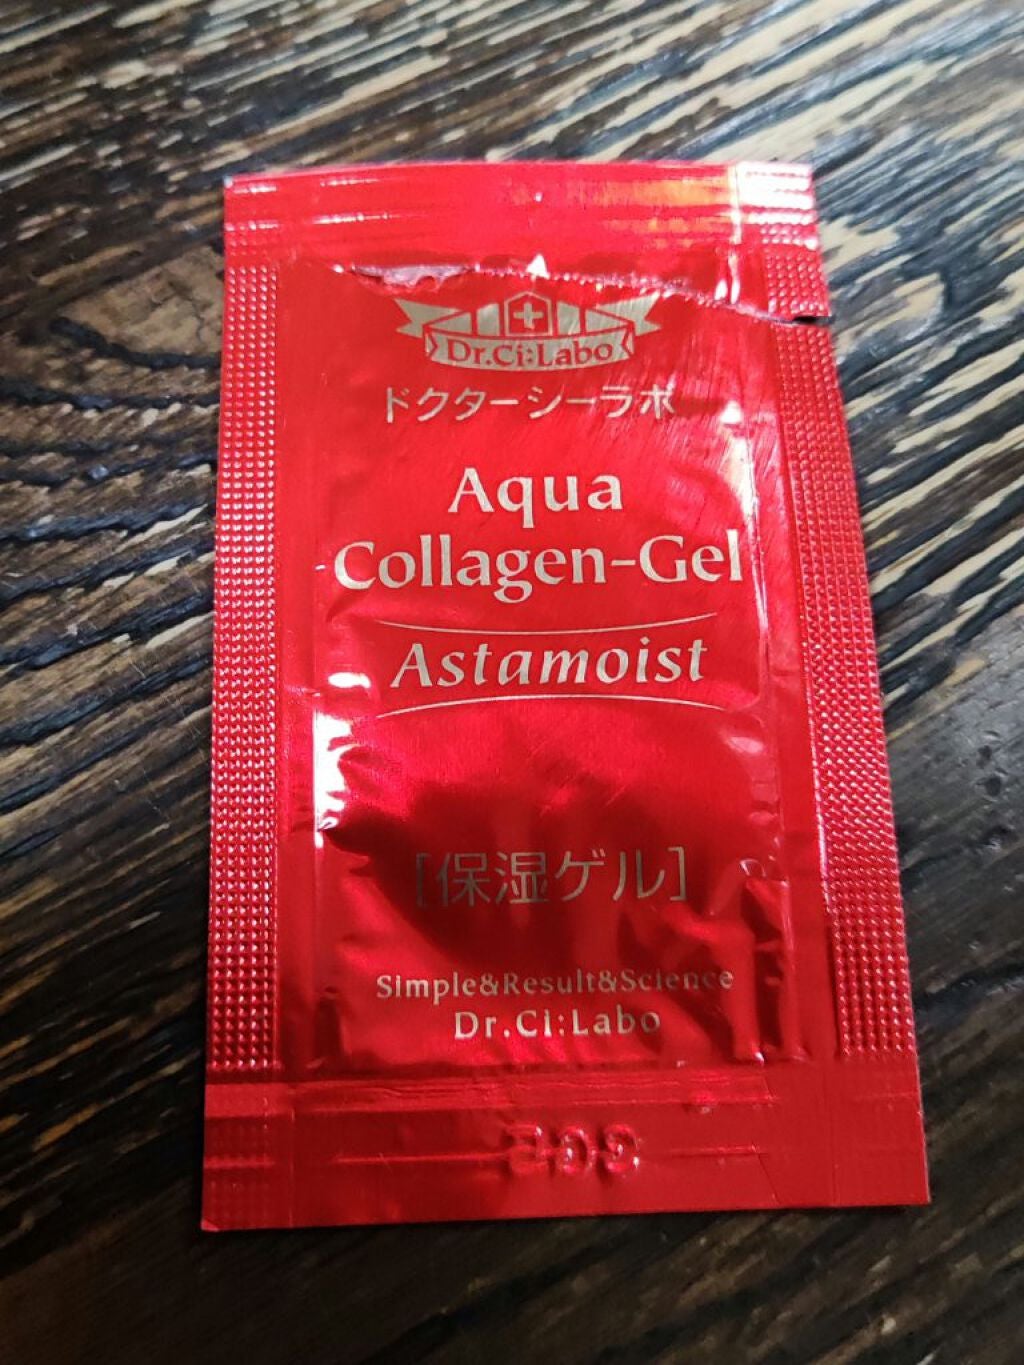 Dr.Ci:Labo
ドクターシーラボ
Aqua
Collagen-Gel
Astamoist
[保湿ゲル]
Simple&Result&Science
Dr.Ci:Labo